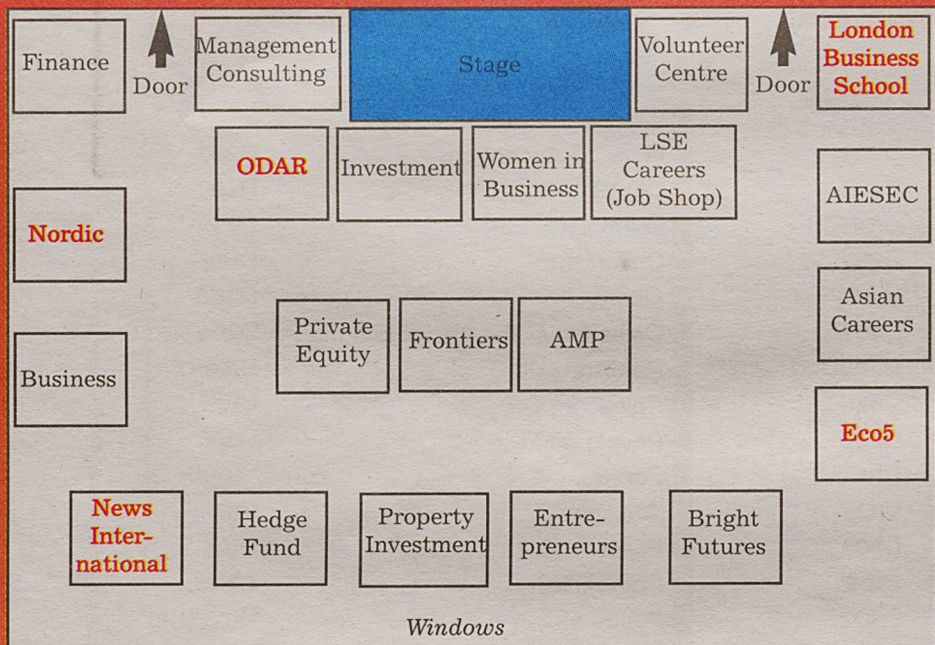 Finance
Door
Management
Consulting
Stage
Volunteer
Centre
Door
London
Business
School
ODAR
Investment
Women in
Business
LSE
Careers
(Job Shop)
AIESEC
Nordic
Asian
Careers
Private
Equity
Frontiers
AMP
Business
Eco5
News
Inter-
national
Hedge
Fund
Property
Investment
Entre-
preneurs
Bright
Futures
Windows